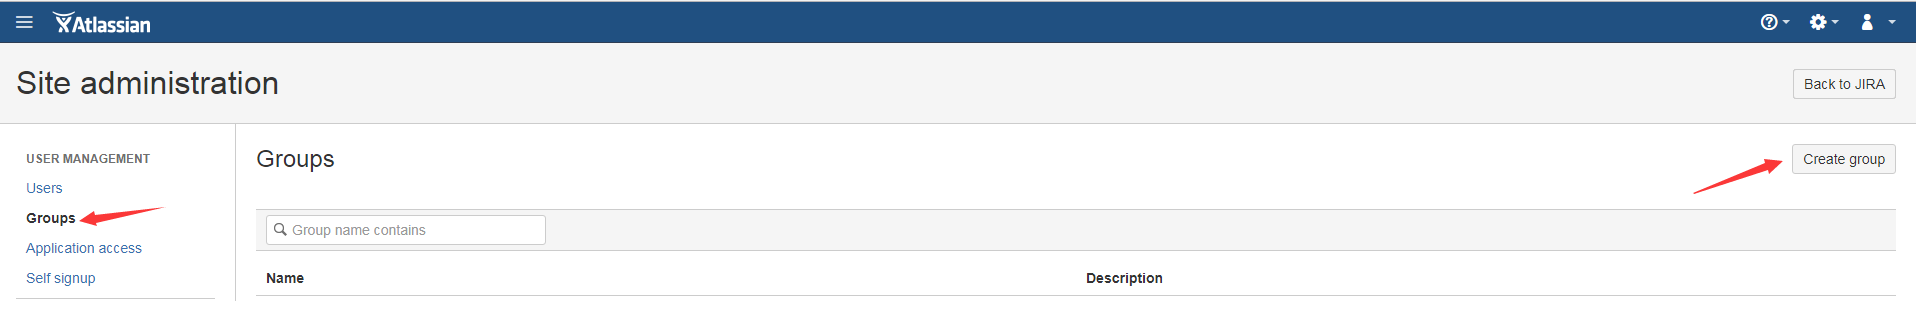 Atlassian
Site administration
Back to JIRA
USER MANAGEMENT
Users
Groups
Application access
Self signup
Groups
Create group
Group name contains
Name Description